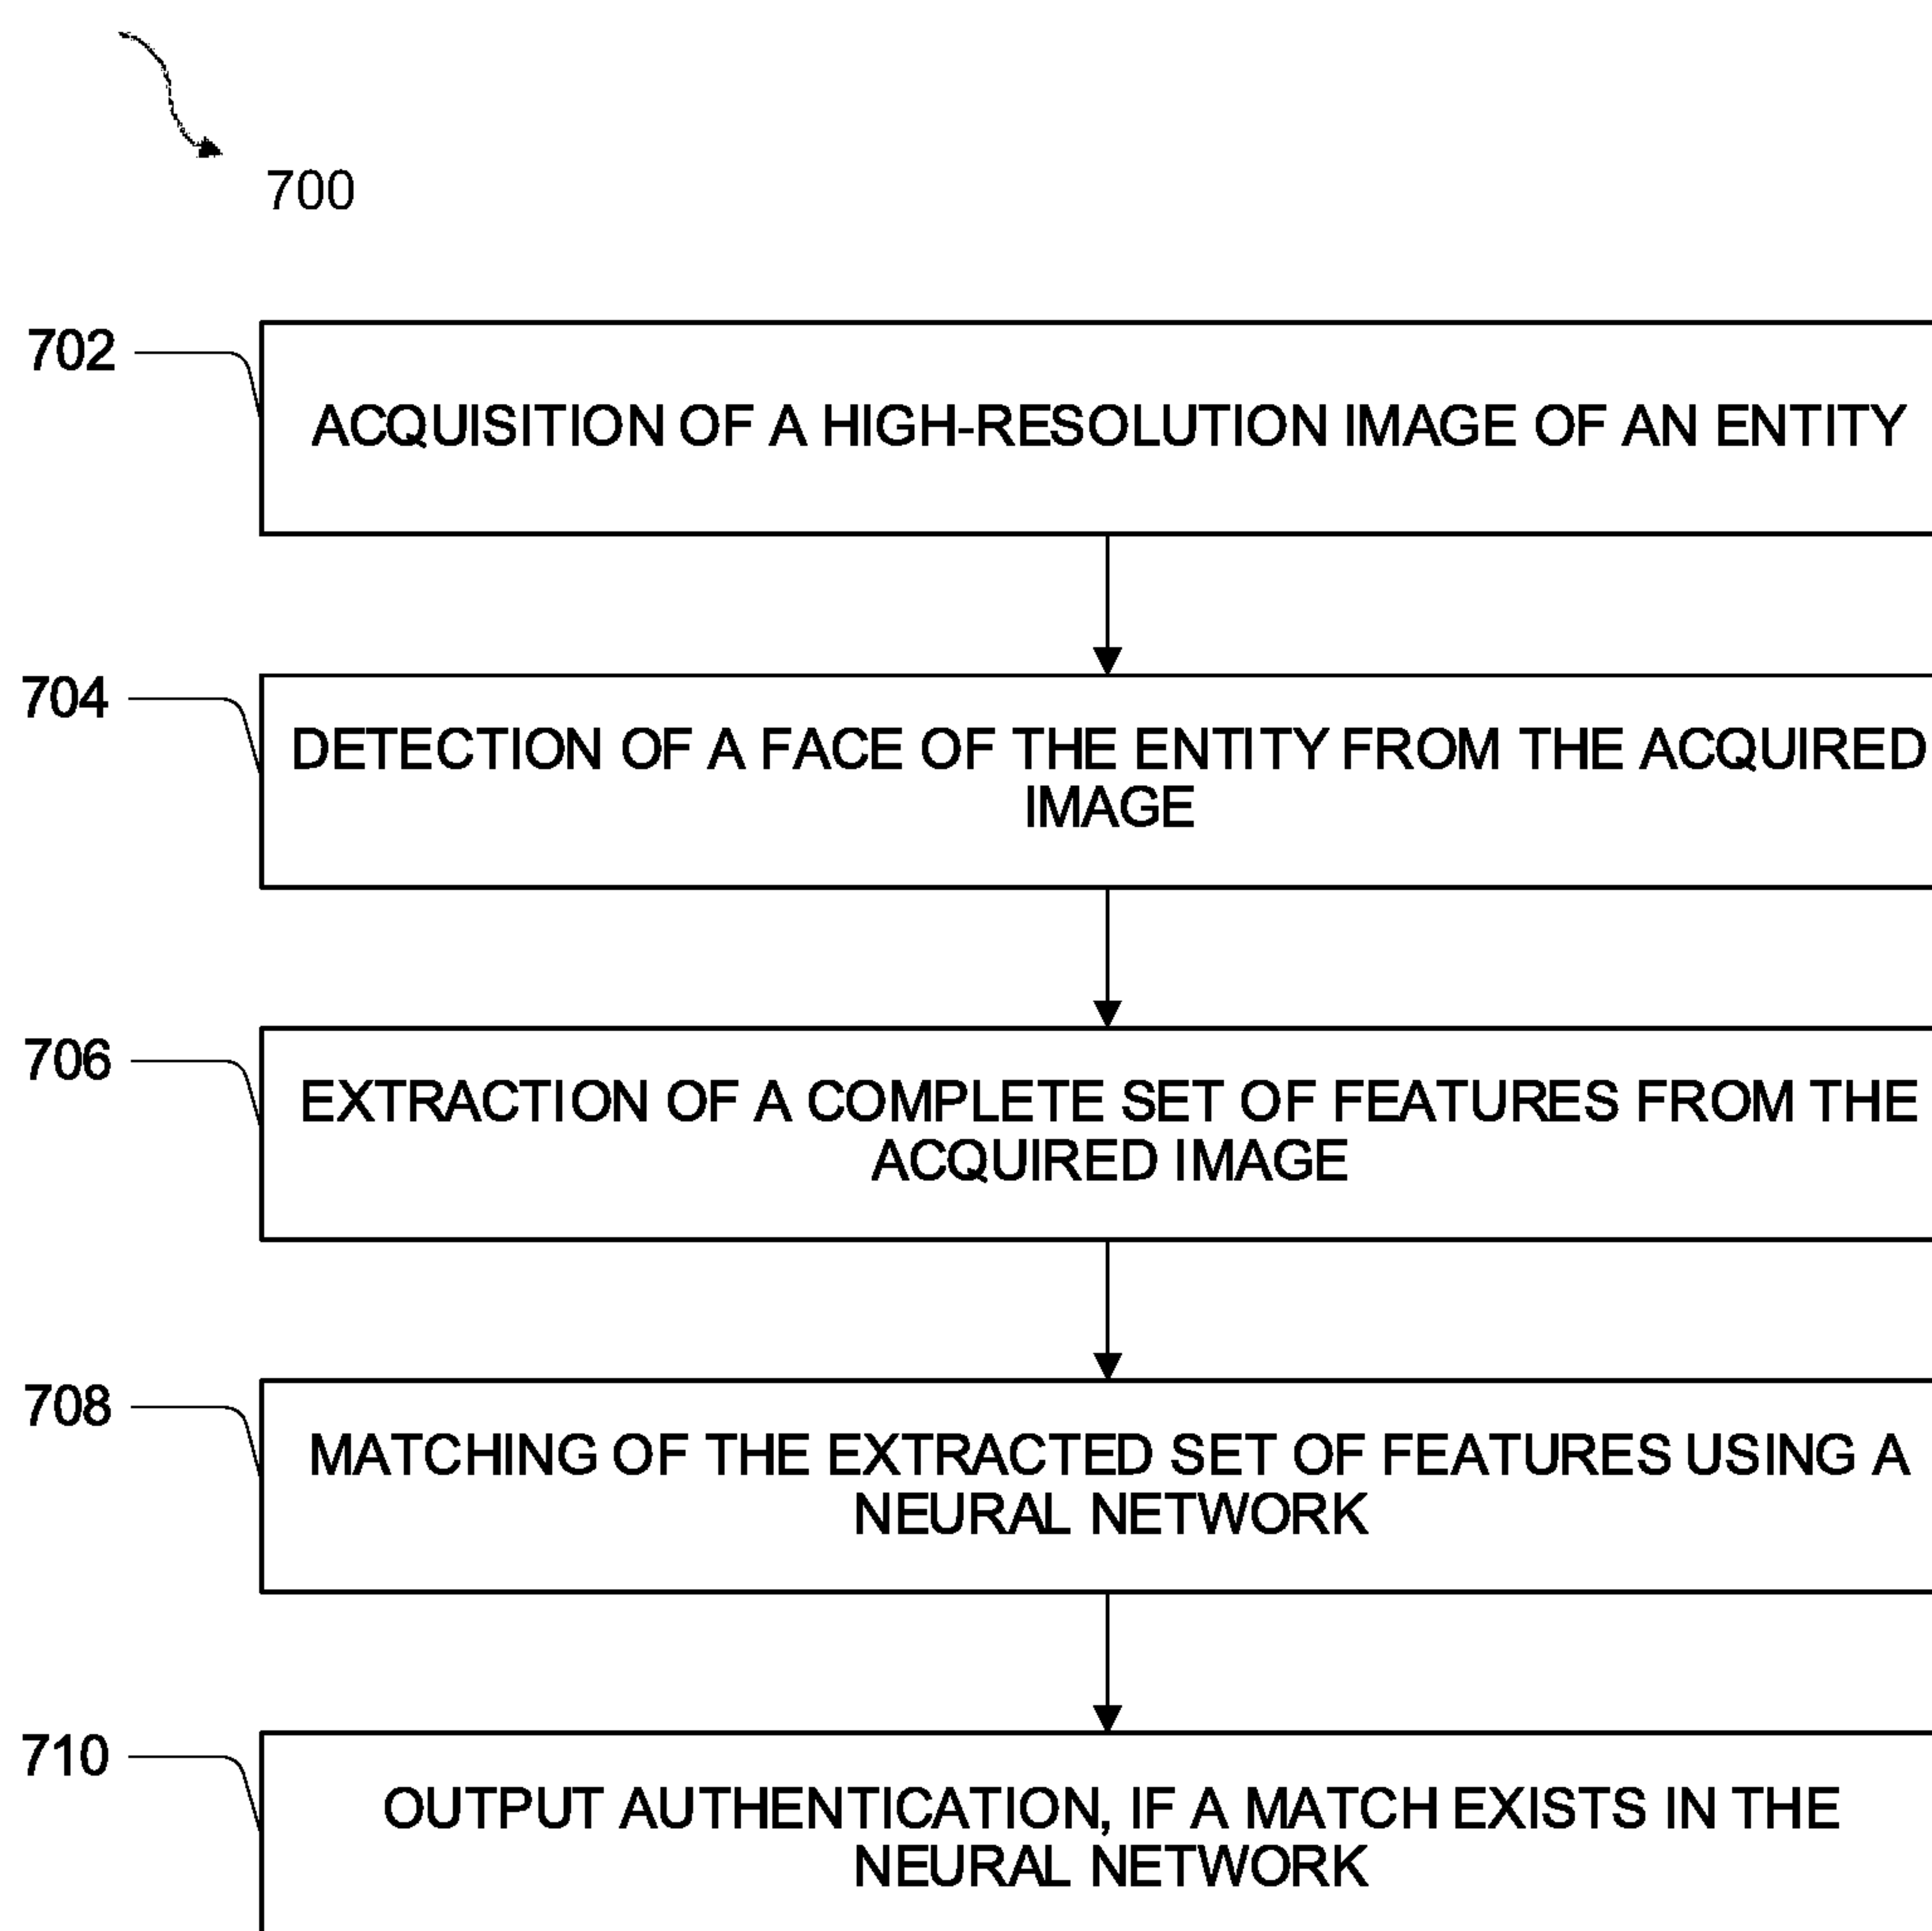 700
702
ACQUISITION OF A HIGH-RESOLUTION IMAGE OF AN ENTITY
704
DETECTION OF A FACE OF THE ENTITY FROM THE ACQUIRED
IMAGE
706
EXTRACTION OF A COMPLETE SET OF FEATURES FROM THE
ACQUIRED IMAGE
708
MATCHING OF THE EXTRACTED SET OF FEATURES USING A
NEURAL NETWORK
710
OUTPUT AUTHENTICATION, IF A MATCH EXISTS IN THE
NEURAL NETWORK